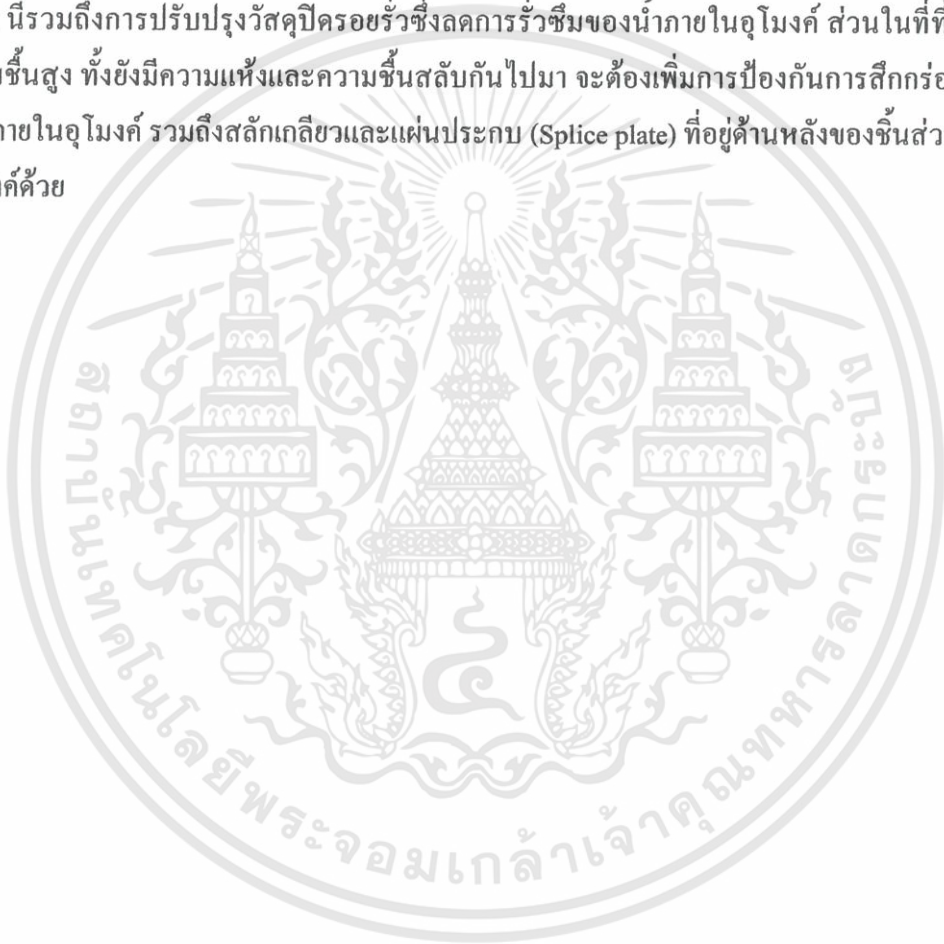 นี้รวมถึงการปรับปรุงวัสดุปิดรอยรั่วซึ่งลดการรั่วซึมของน้ำภายในอุโมงค์ ส่วนในที่ที่
ชื้นสูง ทั้งยังมีความแห้งและความชื้นสลับกันไปมา จะต้องเพิ่มการป้องกันการสึกกร่อ
ภายในอุโมงค์ รวมถึงสลักเกลียวและแผ่นประกบ (Splice plate) ที่อยู่ด้านหลังของชิ้นส่ว
งค์ด้วย
สถาบันเทคโนโลยีพระจอมเกล้าเจ้าคุณทหารลาดกระบัง
๔